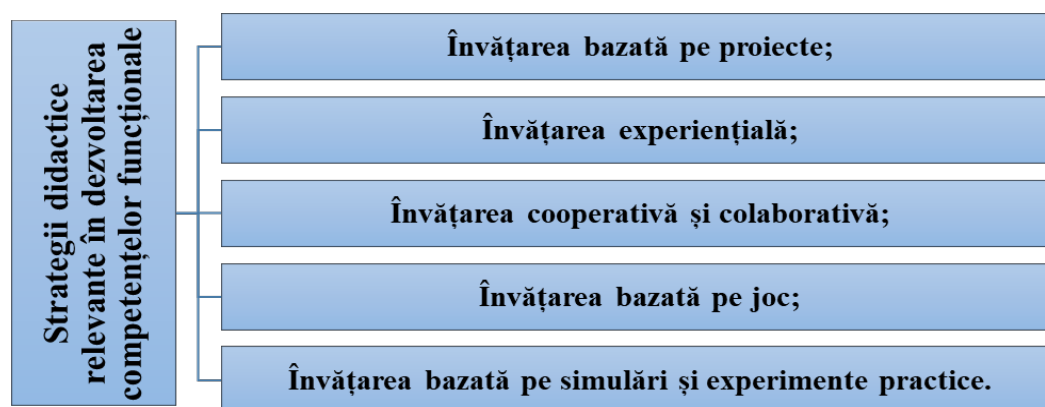 Strategii didactice
relevante în dezvoltarea
competențelor funcționale
Învățarea bazată pe proiecte;
Învățarea experiențială;
Învățarea cooperativă și colaborativă;
Învățarea bazată pe joc;
Învățarea bazată pe simulări și experimente practice.